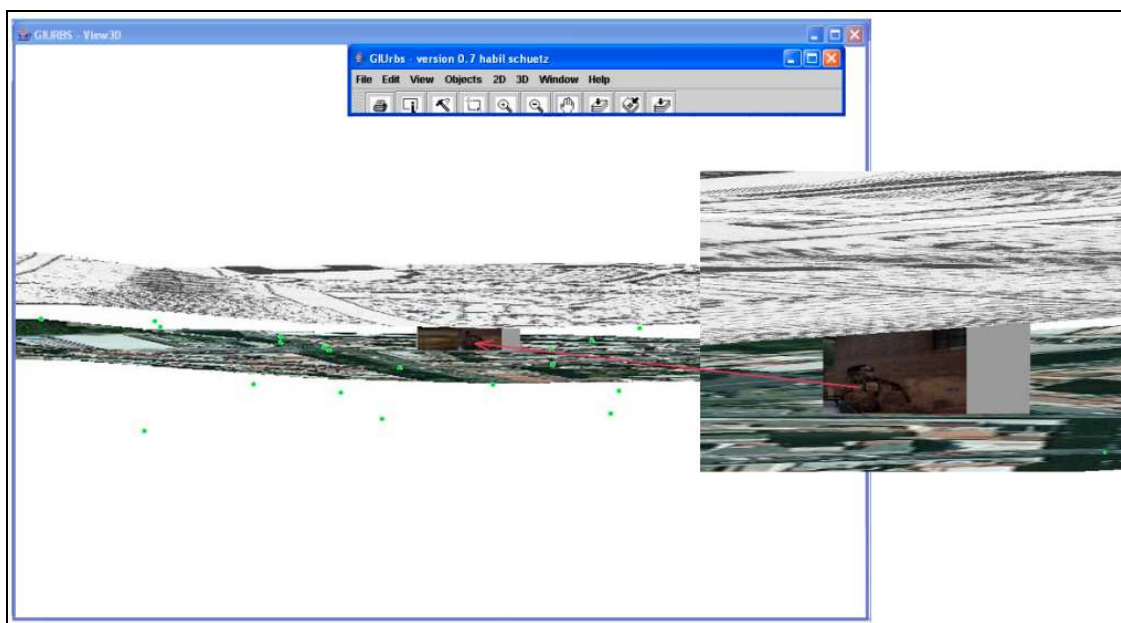 GIURBS - View3D
GIUrbs - version 0.7 habil schuetz
File Edit View Objects 2D 3D Window Help